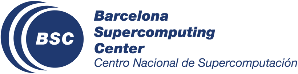 BSC
Barcelona
Supercomputing
Center
Centro Nacional de Supercomputación